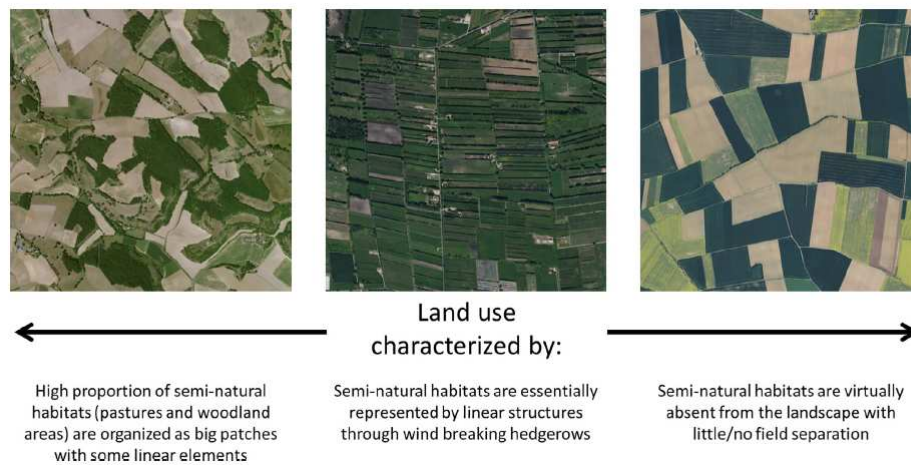 Land use
characterized by:
High proportion of semi-natural
habitats (pastures and woodland
areas) are organized as big patches
with some linear elements
Semi-natural habitats are essentially
represented by linear structures
through wind breaking hedgerows
Semi-natural habitats are virtually
absent from the landscape with
little/no field separation